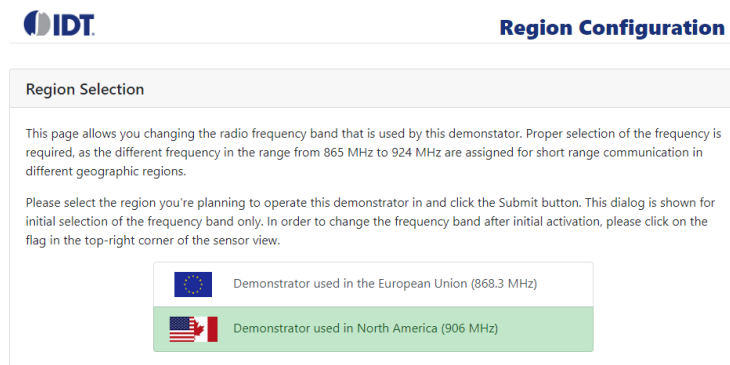 IDT.
Region Configuration
Region Selection
This page allows you changing the radio frequency band that is used by this demonstator. Proper selection of the frequency is
required, as the different frequency in the range from 865 MHz to 924 MHz are assigned for short range communication in
different geographic regions.
Please select the region you're planning to operate this demonstrator in and click the Submit button. This dialog is shown for
initial selection of the frequency band only. In order to change the frequency band after initial activation, please click on the
flag in the top-right corner of the sensor view.
Demonstrator used in the European Union (868.3 MHz)
Demonstrator used in North America (906 MHz)